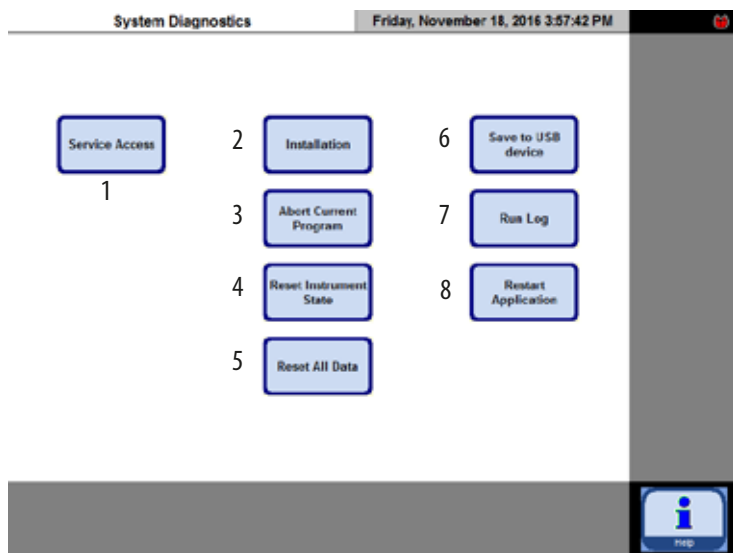 System Diagnostics
Friday, November 18, 2016 3:57:42 PM
Service Access
1
2
Installation
3
Abort Current
Program
4
Reset Instrument
State
5
Reset All Data
6
Save to USB
device
7
Run Log
8
Restart
Application
i
Help